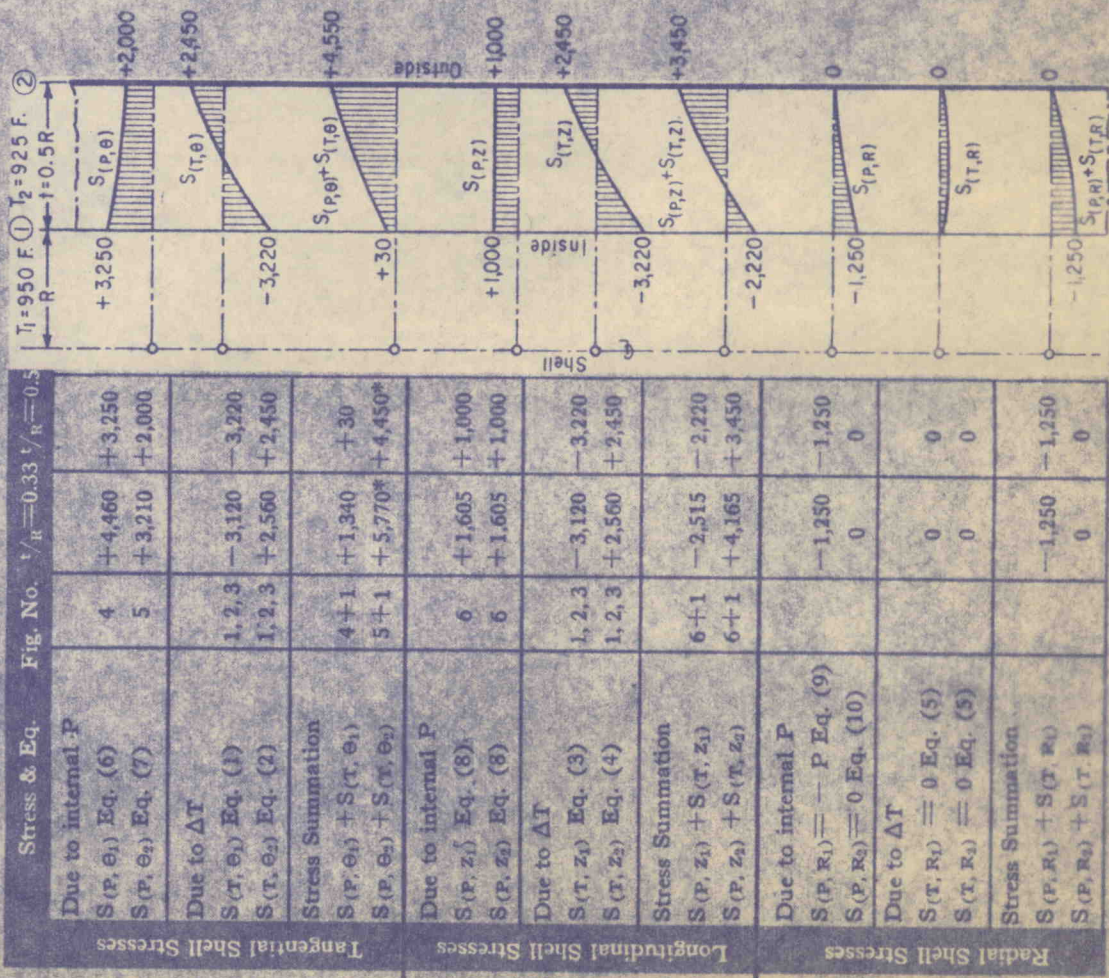 Stress & Eq. Fig. No. t/R=0.33 t/R=0.5
Tangential Shell Stresses
Due to internal P
S(P, θ1) Eq. (6) 4 +4,460 +3,250
S(P, θ2) Eq. (7) 5 +3,210 +2,000
Due to ΔT
S(T, θ1) Eq. (1) 1, 2, 3 −3,120 −3,220
S(T, θ2) Eq. (2) 1, 2, 3 +2,560 +2,450
Stress Summation
S(P, θ1) + S(T, θ1) 4+1 +1,340 +30
S(P, θ2) + S(T, θ2) 5+1 +5,770* +4,450*
Longitudinal Shell Stresses
Due to internal P
S(P, Z1) Eq. (8) 6 +1,605 +1,000
S(P, Z2) Eq. (8) 6 +1,605 +1,000
Due to ΔT
S(T, Z1) Eq. (3) 1, 2, 3 −3,120 −3,220
S(T, Z2) Eq. (4) 1, 2, 3 +2,560 +2,450
Stress Summation
S(P, Z1) + S(T, Z1) 6+1 −2,515 −2,220
S(P, Z2) + S(T, Z2) 6+1 +4,165 +3,450
Radial Shell Stresses
Due to internal P
S(P, R1) = − P Eq. (9) −1,250 −1,250
S(P, R2) = 0 Eq. (10) 0 0
Due to ΔT
S(T, R1) = 0 Eq. (5) 0 0
S(T, R2) = 0 Eq. (5) 0 0
Stress Summation
S(P, R1) + S(T, R1) −1,250 −1,250
S(P, R2) + S(T, R2) 0 0
T1=950 F. ① T2=925 F. ②
R t=0.5R
+3,250 S(P,θ) +2,000
S(T,θ) +2,450
−3,220
S(P,θ)+S(T,θ) +4,550
+30
S(P,Z) +1,000
+1,000
Shell Inside Outside
S(T,Z) +2,450
−3,220
S(P,Z)+S(T,Z) +3,450
−2,220
0
−1,250 S(P,R)
0
S(T,R)
0
−1,250
S(P,R)+S(T,R)